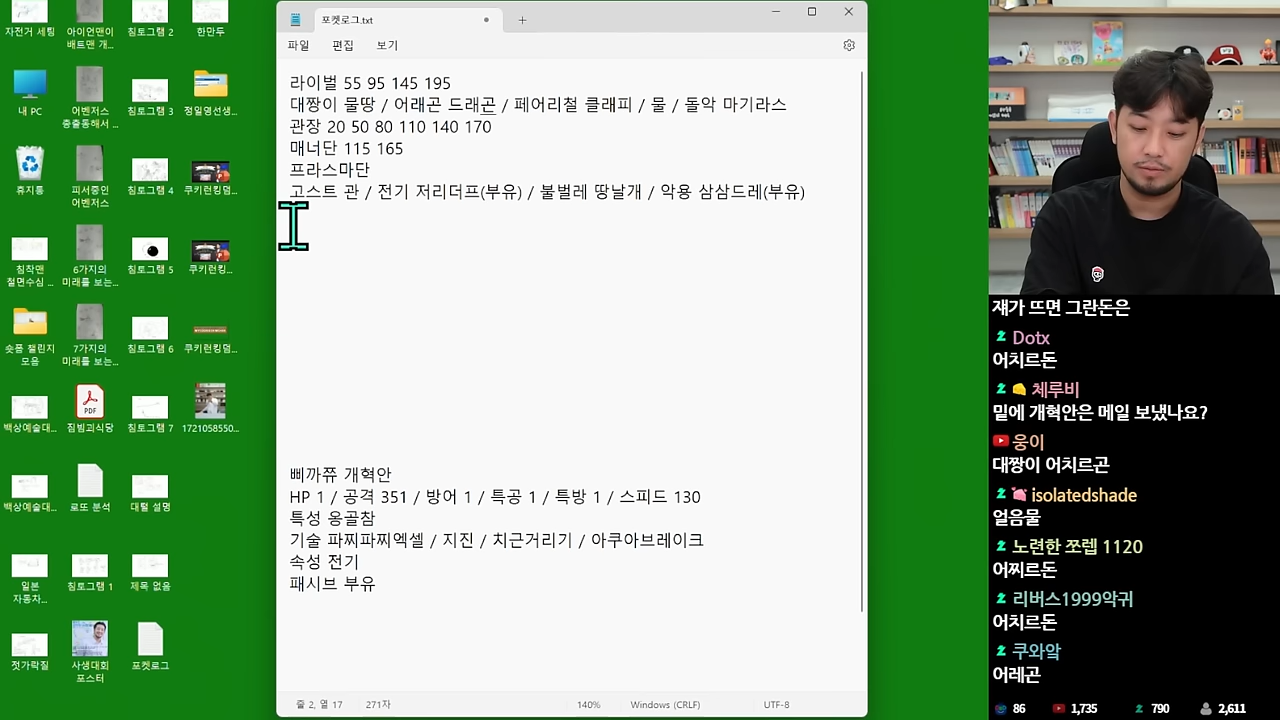 자전거 세팅
아이언맨이 배트맨 개...
침토그램 2
한만두
내 PC
어벤저스 중출통해서 ...
침토그램 3
정일영선생...
휴지통
피서중인 어벤저스
침토그램 4
쿠키런킹덤...
침착맨 철면수심 ...
6가지의 미래를 보는...
침토그램 5
쿠키런킹...
숏폼 챌린지 모음
7가지의 미래를 보는...
침토그램 6
쿠키런킹덤...
백상예술대...
PDF
짐빔괴식당
침토그램 7
1721058550...
백상예술대...
로또 분석
대털 설명
일본 자동차...
침토그램 1
제목 없음
젓가락질
사생대회 포스터
포켓로그
포켓로그.txt
파일 편집 보기
라이벌 55 95 145 195
대짱이 물땅 / 어래곤 드래곤 / 페어리철 클래피 / 물 / 돌악 마기라스
관장 20 50 80 110 140 170
매너단 115 165
프라스마단
고스트 관 / 전기 저리더프(부유) / 불벌레 땅날개 / 악용 삼삼드레(부유)
삐까쮸 개혁안
HP 1 / 공격 351 / 방어 1 / 특공 1 / 특방 1 / 스피드 130
특성 옹골참
기술 파찌파찌엑셀 / 지진 / 치근거리기 / 아쿠아브레이크
속성 전기
패시브 부유
줄 2, 열 17 271자 140% Windows (CRLF) UTF-8
쟤가 뜨면 그란돈은
Dotx
어치르돈
체루비
밑에 개혁안은 메일 보냈나요?
웅이
대짱이 어치르곤
isolatedshade
얼음물
노련한 쪼렙 1120
어찌르돈
리버스1999악귀
어치르돈
쿠와앜
어레곤
86 1,735 790 2,611